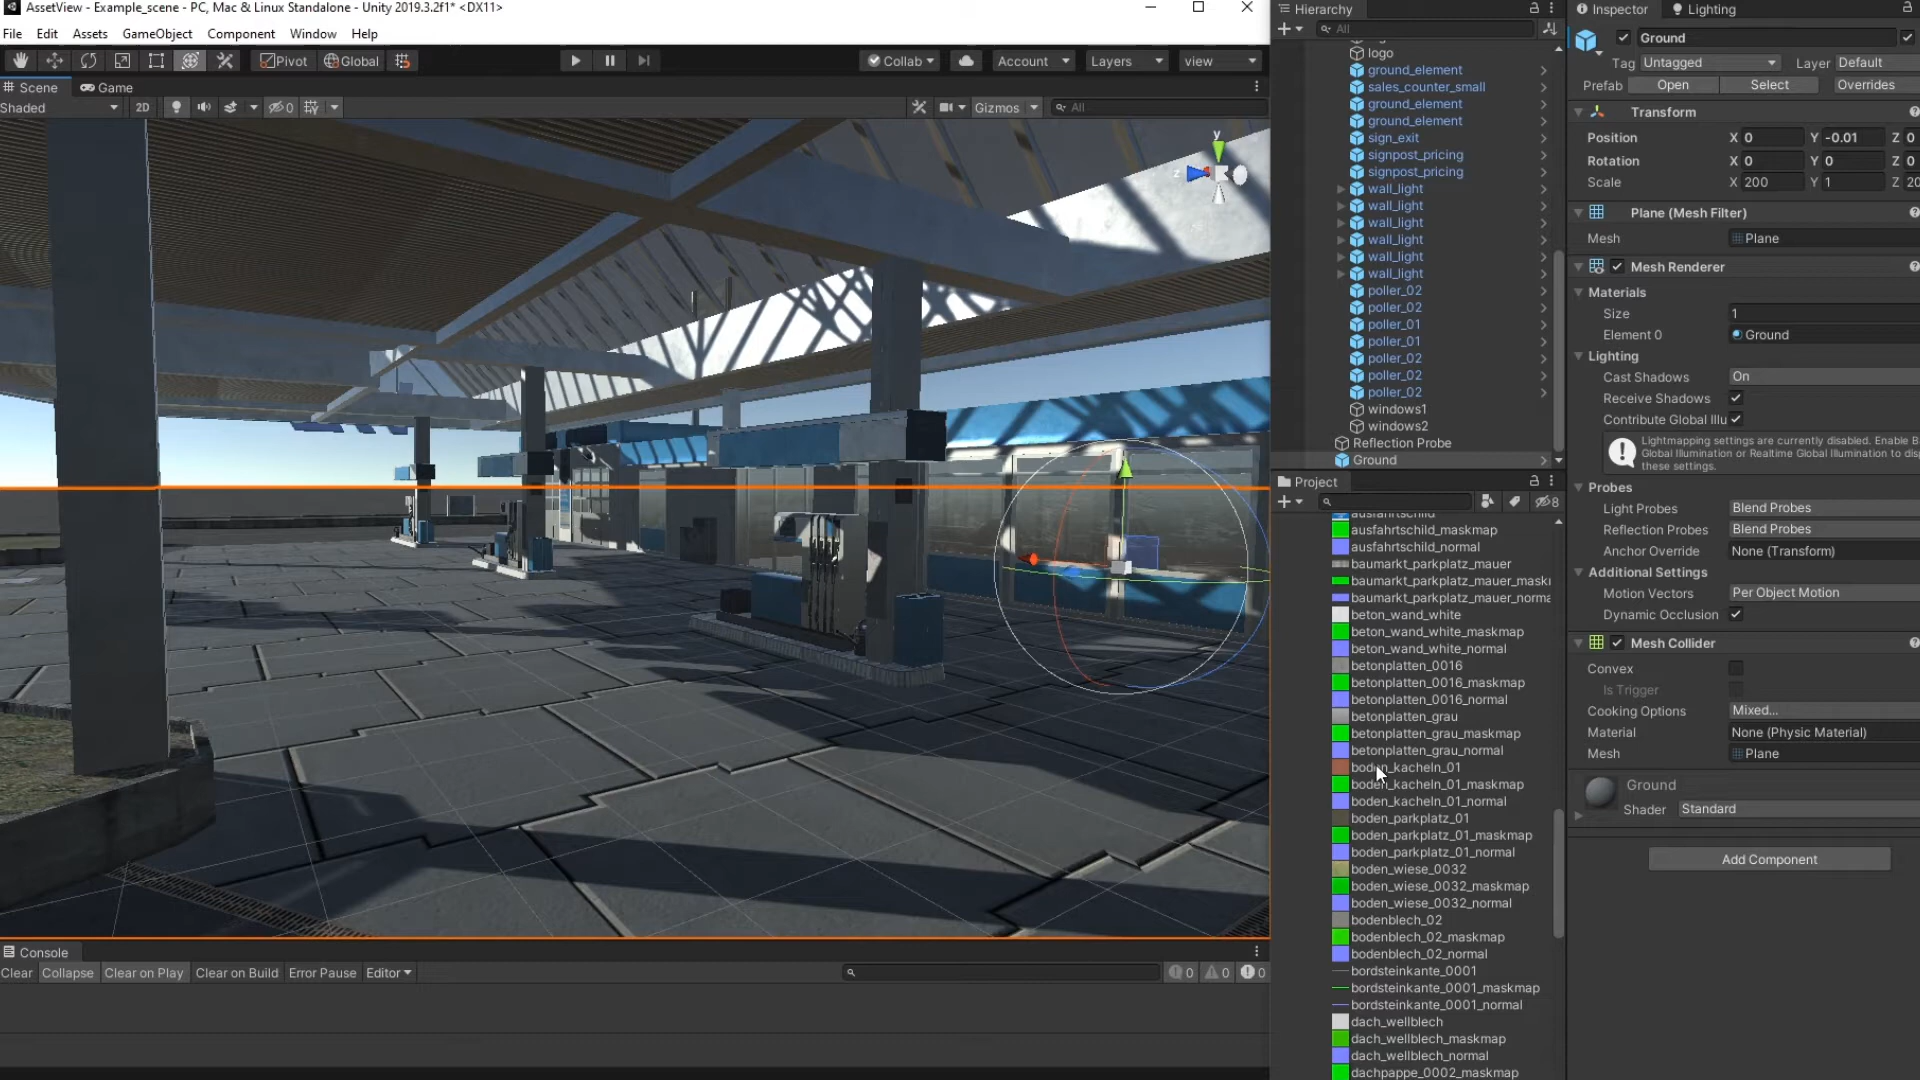 AssetView - Example_scene - PC, Mac & Linux Standalone - Unity 2019.3.2f1* <DX11>
File Edit Assets GameObject Component Window Help
Pivot Global
Collab Account Layers view
Scene Game
Shaded 2D 0 Gizmos All
y
z
Console
Clear Collapse Clear on Play Clear on Build Error Pause Editor 0 0 0
Hierarchy
All
logo
ground_element
sales_counter_small
ground_element
ground_element
sign_exit
signpost_pricing
signpost_pricing
wall_light
wall_light
wall_light
wall_light
wall_light
wall_light
poller_02
poller_02
poller_01
poller_01
poller_02
poller_02
poller_02
windows1
windows2
Reflection Probe
Ground
Project
8
ausfahrtschild
ausfahrtschild_maskmap
ausfahrtschild_normal
baumarkt_parkplatz_mauer
baumarkt_parkplatz_mauer_mask
baumarkt_parkplatz_mauer_norma
beton_wand_white
beton_wand_white_maskmap
beton_wand_white_normal
betonplatten_0016
betonplatten_0016_maskmap
betonplatten_0016_normal
betonplatten_grau
betonplatten_grau_maskmap
betonplatten_grau_normal
boden_kacheln_01
boden_kacheln_01_maskmap
boden_kacheln_01_normal
boden_parkplatz_01
boden_parkplatz_01_maskmap
boden_parkplatz_01_normal
boden_wiese_0032
boden_wiese_0032_maskmap
boden_wiese_0032_normal
bodenblech_02
bodenblech_02_maskmap
bodenblech_02_normal
bordsteinkante_0001
bordsteinkante_0001_maskmap
bordsteinkante_0001_normal
dach_wellblech
dach_wellblech_maskmap
dach_wellblech_normal
dachpappe_0002_maskmap
Inspector Lighting
Ground
Tag Untagged Layer Default
Prefab Open Select Overrides
Transform
Position X 0 Y -0.01 Z 0
Rotation X 0 Y 0 Z 0
Scale X 200 Y 1 Z 20
Plane (Mesh Filter)
Mesh Plane
Mesh Renderer
Materials
Size 1
Element 0 Ground
Lighting
Cast Shadows On
Receive Shadows
Contribute Global Illu
Lightmapping settings are currently disabled. Enable B
Global Illumination or Realtime Global Illumination to disp
these settings.
Probes
Light Probes Blend Probes
Reflection Probes Blend Probes
Anchor Override None (Transform)
Additional Settings
Motion Vectors Per Object Motion
Dynamic Occlusion
Mesh Collider
Convex
Is Trigger
Cooking Options Mixed...
Material None (Physic Material)
Mesh Plane
Ground
Shader Standard
Add Component